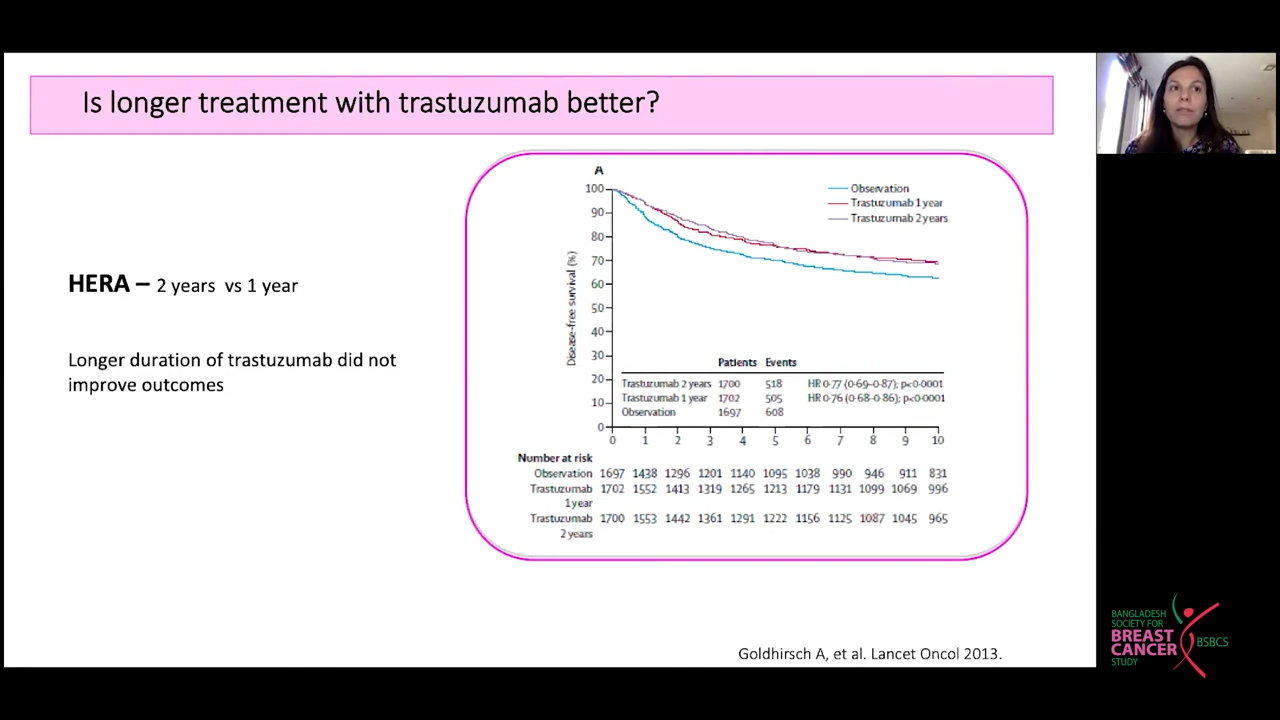 Is longer treatment with trastuzumab better?
HERA – 2 years vs 1 year
Longer duration of trastuzumab did not
improve outcomes
A
Observation
Trastuzumab 1 year
Trastuzumab 2 years
Disease-free survival (%)
100
90
80
70
60
50
40
30
20
10
0
Patients Events
Trastuzumab 2 years 1700 518 HR 0·77 (0·69–0·87); p<0·0001
Trastuzumab 1 year 1702 505 HR 0·76 (0·68–0·86); p<0·0001
Observation 1697 608
0 1 2 3 4 5 6 7 8 9 10
Number at risk
Observation 1697 1438 1296 1201 1140 1095 1038 990 946 911 831
Trastuzumab 1702 1552 1413 1319 1265 1213 1179 1131 1099 1069 996
1 year
Trastuzumab 1700 1553 1442 1361 1291 1222 1156 1125 1087 1045 965
2 years
Goldhirsch A, et al. Lancet Oncol 2013.
BANGLADESH
SOCIETY FOR
BREAST
CANCER
STUDY
BSBCS